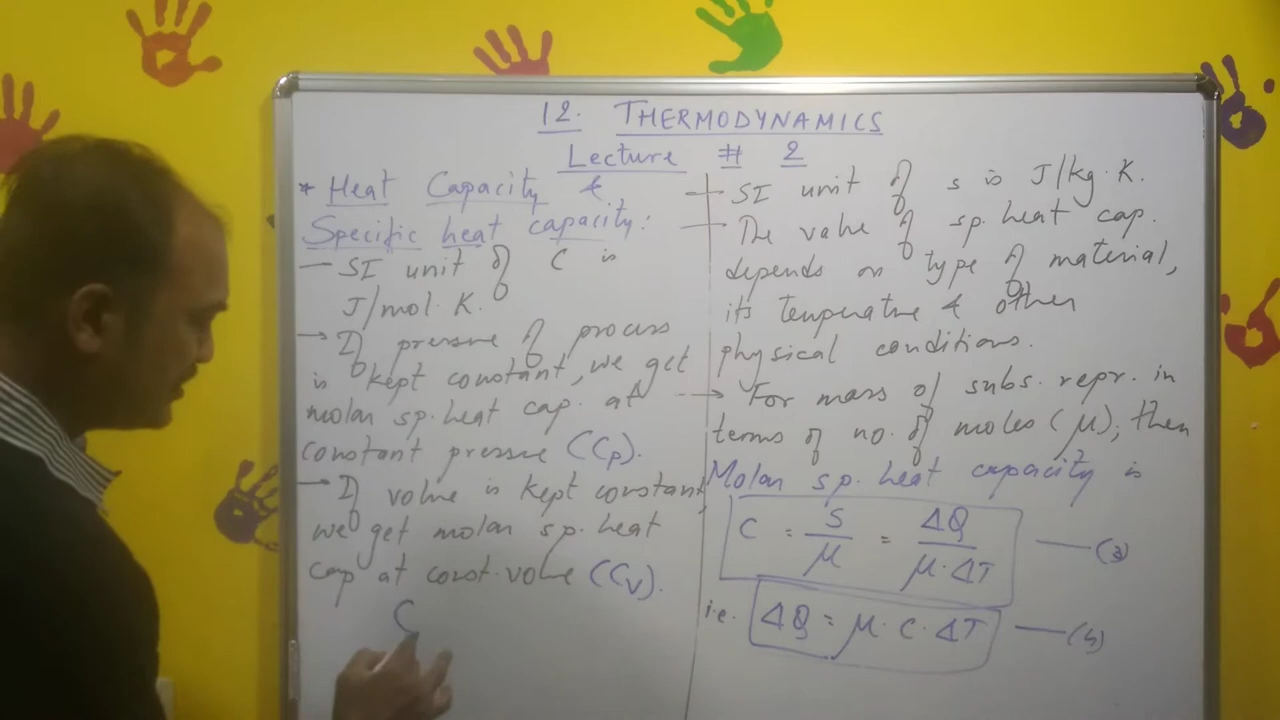 12. THERMODYNAMICS
Lecture # 2
* Heat Capacity &
Specific heat capacity:
— SI unit of C is
J/mol·K.
→ If pressure of process
is kept constant, we get
molar sp. heat cap. at
constant pressure (Cp).
→ If volume is kept constant,
we get molar sp. heat
cap at const. volume (Cv).
C
→ SI unit of s is J/kg·K.
→ The value of sp. heat cap.
depends on type of material,
its temperature & other
physical conditions.
→ For mass of subs. repr. in
terms of no. of moles (μ), then
Molar sp. heat capacity is
C = S/μ = ΔQ/μ·ΔT —(3)
i.e. ΔQ = μ·C·ΔT —(4)